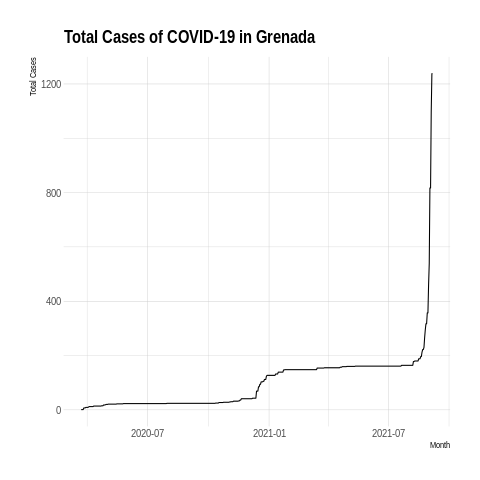 Total Cases of COVID-19 in Grenada
Total Cases
1200
800
400
0
2020-07 2021-01 2021-07
Month